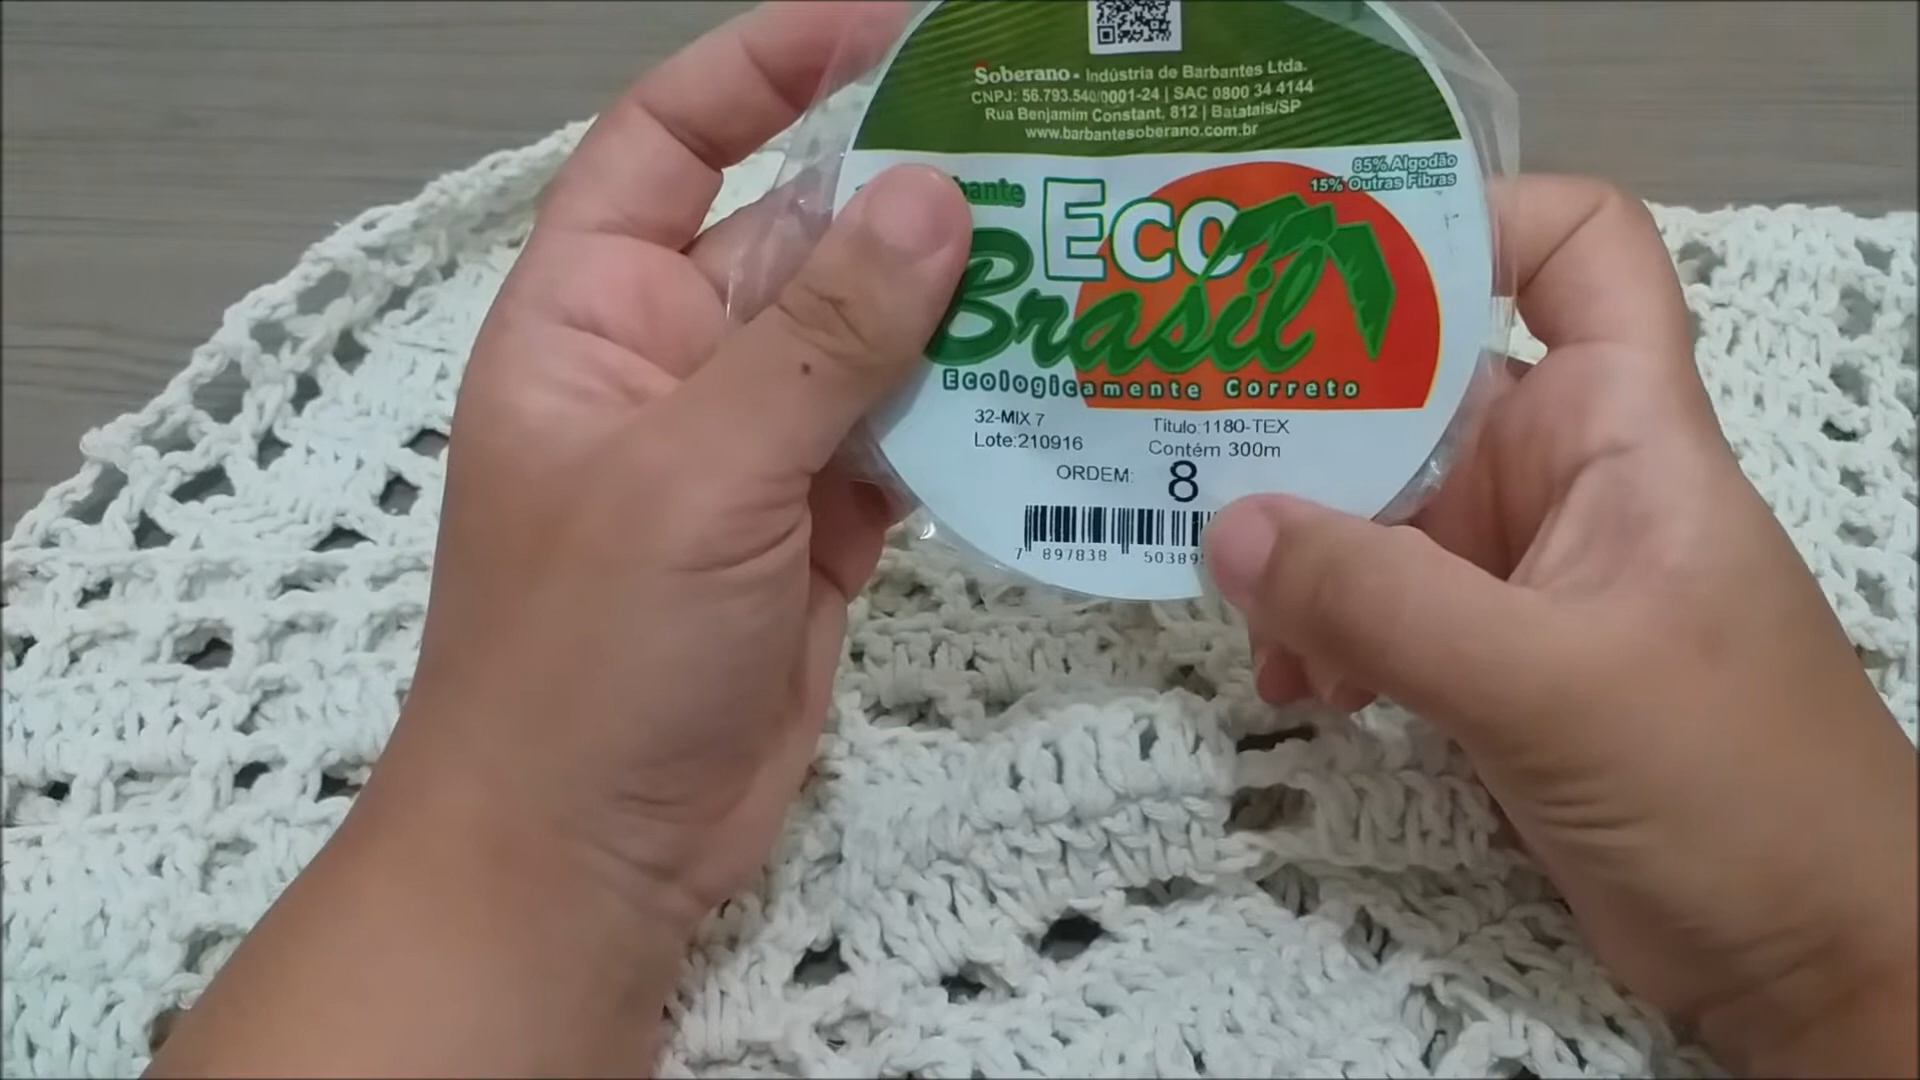 Soberano - Indústria de Barbantes Ltda.
CNPJ: 56.793.540/0001-24 | SAC 0800 34 4144
Rua Benjamim Constant, 812 | Batatais/SP
www.barbantesoberano.com.br
85% Algodão
15% Outras Fibras
Eco
Brasil
Ecologicamente Correto
32-MIX 7
Título:1180-TEX
Lote:210916
Contém 300m
ORDEM: 8
7 897838 50389